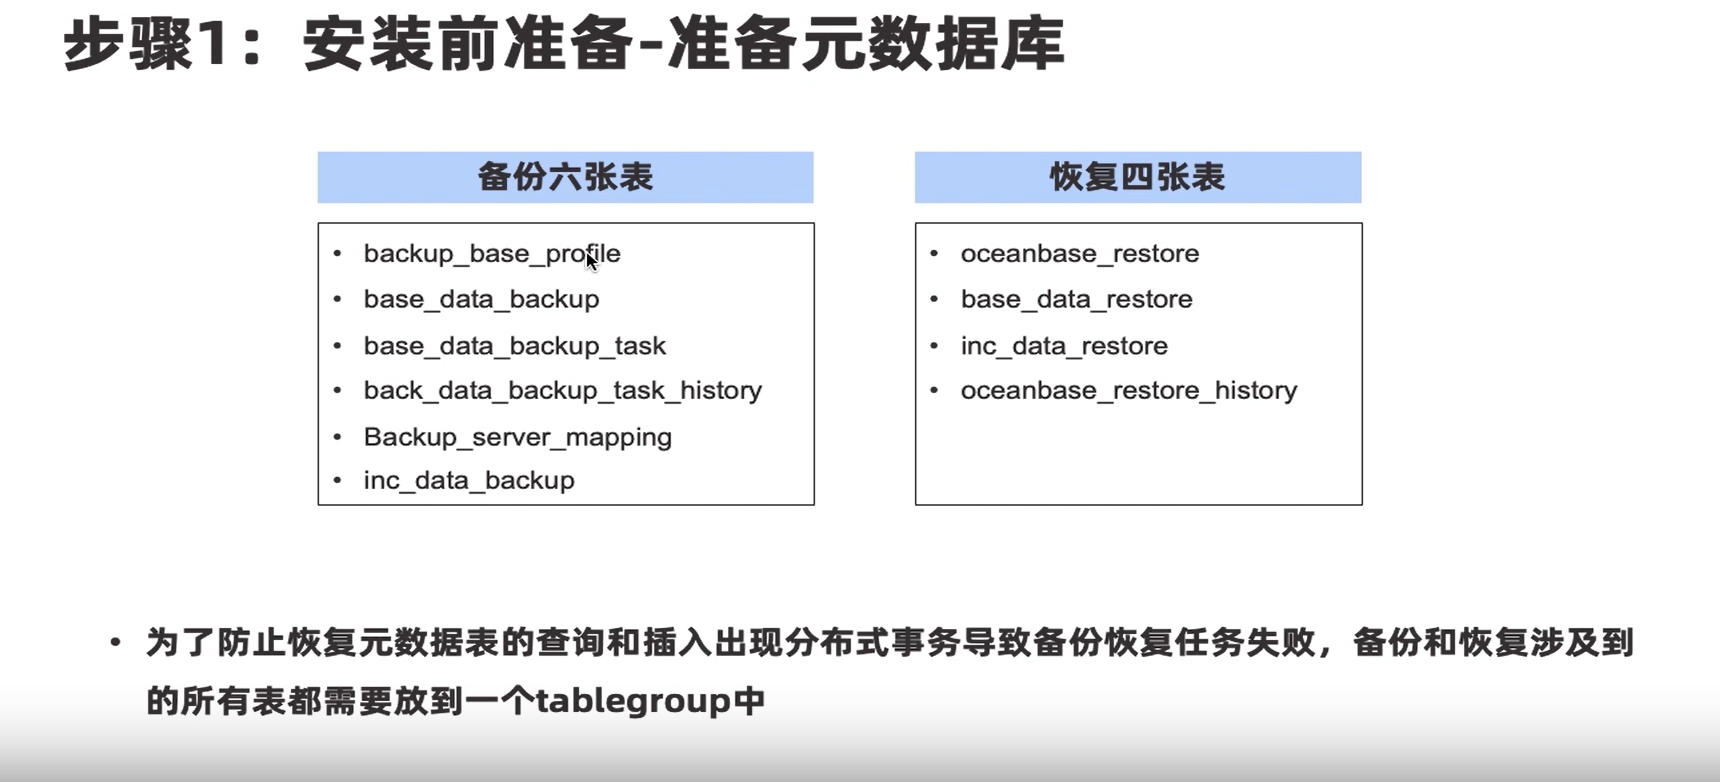 步骤1：安装前准备-准备元数据库
备份六张表
• backup_base_profile
• base_data_backup
• base_data_backup_task
• back_data_backup_task_history
• Backup_server_mapping
• inc_data_backup
恢复四张表
• oceanbase_restore
• base_data_restore
• inc_data_restore
• oceanbase_restore_history
• 为了防止恢复元数据表的查询和插入出现分布式事务导致备份恢复任务失败，备份和恢复涉及到
的所有表都需要放到一个tablegroup中